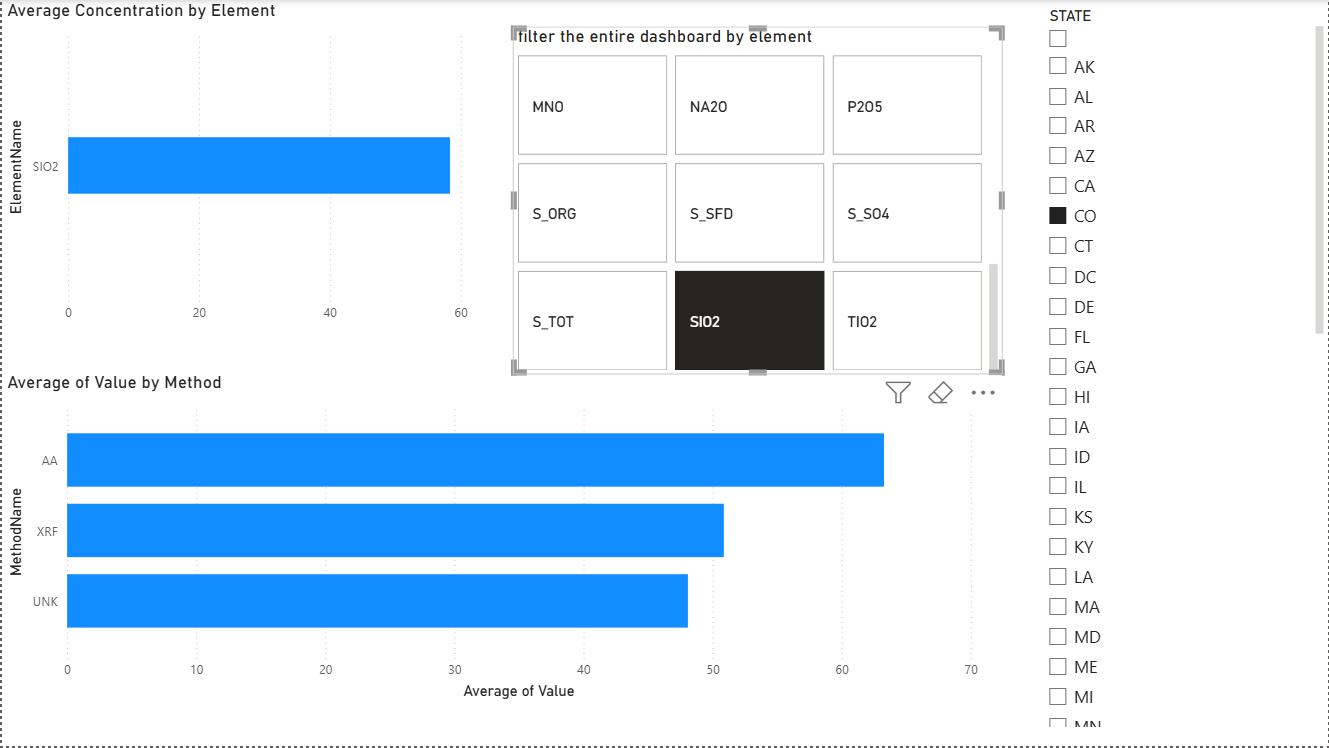 Average Concentration by Element
ElementName
SIO2
0 20 40 60
filter the entire dashboard by element
MNO NA2O P2O5
S_ORG S_SFD S_SO4
S_TOT SIO2 TIO2
Average of Value by Method
MethodName
AA
XRF
UNK
0 10 20 30 40 50 60 70
Average of Value
STATE
AK
AL
AR
AZ
CA
CO
CT
DC
DE
FL
GA
HI
IA
ID
IL
KS
KY
LA
MA
MD
ME
MI
MN